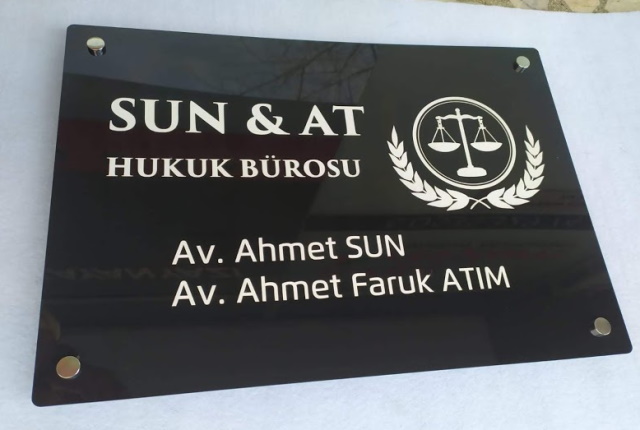 SUN & AT
HUKUK BÜROSU
Av. Ahmet SUN
Av. Ahmet Faruk ATIM